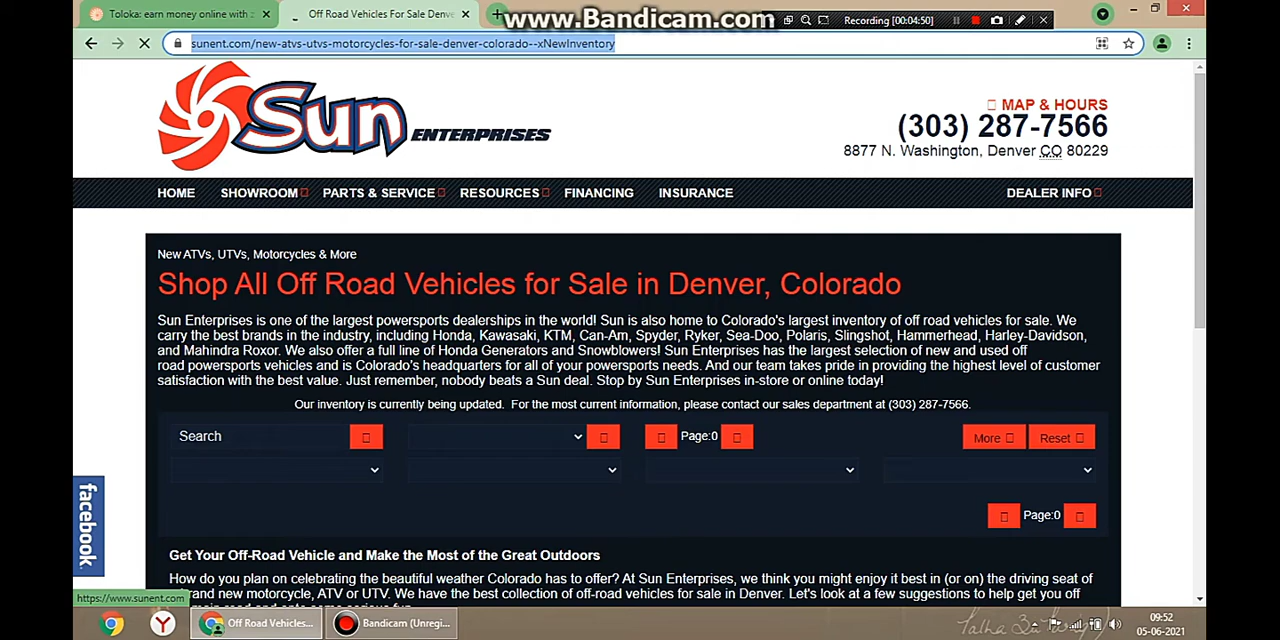 www.Bandicam.com
Toloka: earn money online with
Off Road Vehicles For Sale Denve
Recording [00:04:50]
sunent.com/new-atvs-utvs-motorcycles-for-sale-denver-colorado--xNewInventory
Sun ENTERPRISES
MAP & HOURS
(303) 287-7566
8877 N. Washington, Denver CO 80229
HOME SHOWROOM PARTS & SERVICE RESOURCES FINANCING INSURANCE DEALER INFO
New ATVs, UTVs, Motorcycles & More
Shop All Off Road Vehicles for Sale in Denver, Colorado
Sun Enterprises is one of the largest powersports dealerships in the world! Sun is also home to Colorado's largest inventory of off road vehicles for sale. We
carry the best brands in the industry, including Honda, Kawasaki, KTM, Can-Am, Spyder, Ryker, Sea-Doo, Polaris, Slingshot, Hammerhead, Harley-Davidson,
and Mahindra Roxor. We also offer a full line of Honda Generators and Snowblowers! Sun Enterprises has the largest selection of new and used off
road powersports vehicles and is Colorado's headquarters for all of your powersports needs. And our team takes pride in providing the highest level of customer
satisfaction with the best value. Just remember, nobody beats a Sun deal. Stop by Sun Enterprises in-store or online today!
Our inventory is currently being updated. For the most current information, please contact our sales department at (303) 287-7566.
Search Page:0 More Reset
Page:0
Get Your Off-Road Vehicle and Make the Most of the Great Outdoors
How do you plan on celebrating the beautiful weather Colorado has to offer? At Sun Enterprises, we think you might enjoy it best in (or on) the driving seat of
brand new motorcycle, ATV or UTV. We have the best collection of off-road vehicles for sale in Denver. Let's look at a few suggestions to help get you off
facebook
https://www.sunent.com
Off Road Vehicles...
Bandicam (Unregi...
09:52
05-06-2021